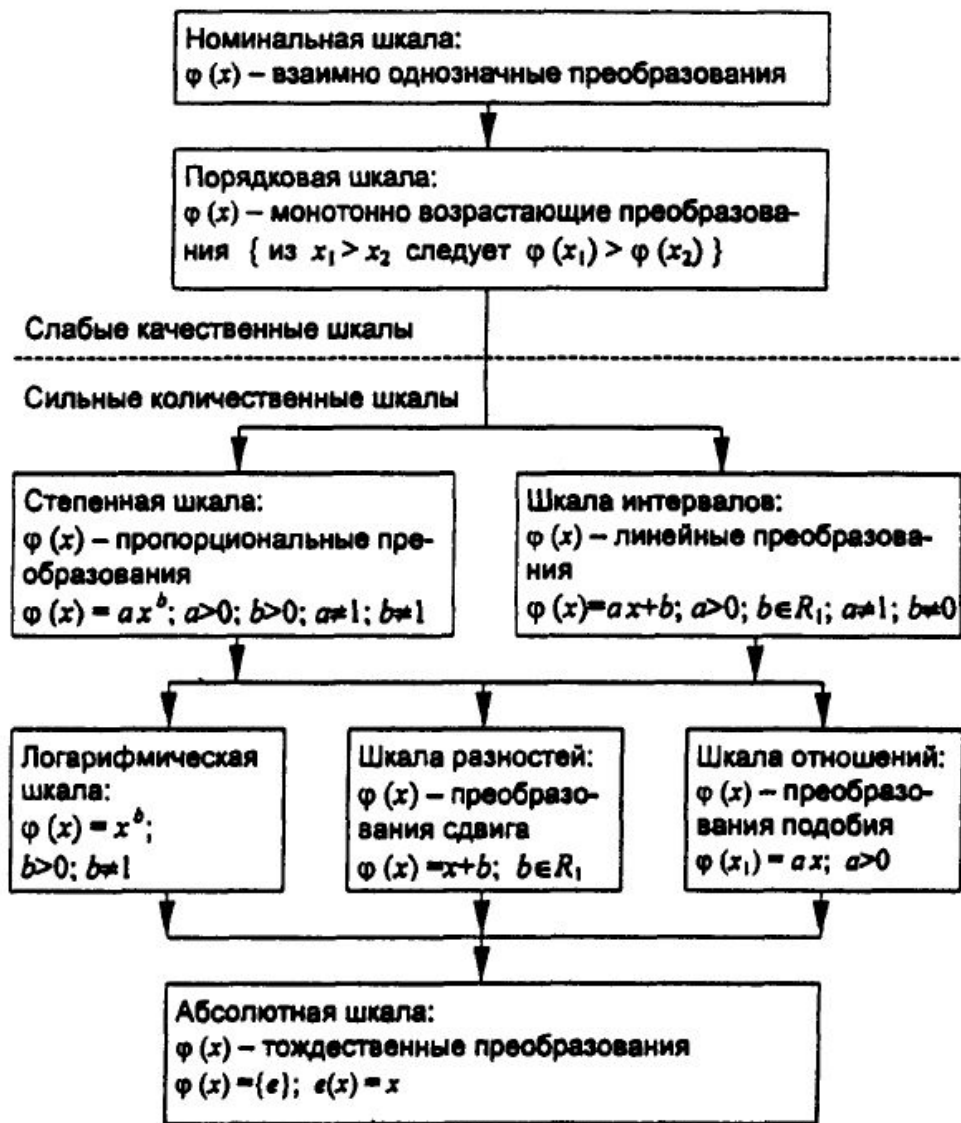 Номинальная шкала:
φ (x) – взаимно однозначные преобразования
Порядковая шкала:
φ (x) – монотонно возрастающие преобразова-
ния { из x₁ > x₂ следует φ (x₁) > φ (x₂) }
Слабые качественные шкалы
Сильные количественные шкалы
Степенная шкала:
φ (x) – пропорциональные пре-
образования
φ (x) = a xᵇ; a>0; b>0; a≠1; b≠1
Шкала интервалов:
φ (x) – линейные преобразова-
ния
φ (x)=a x+b; a>0; b∈R₁; a≠1; b≠0
Логарифмическая
шкала:
φ (x) = xᵇ;
b>0; b≠1
Шкала разностей:
φ (x) – преобразо-
вания сдвига
φ (x) =x+b; b∈R₁
Шкала отношений:
φ (x) – преобразо-
вания подобия
φ (x₁) = a x; a>0
Абсолютная шкала:
φ (x) – тождественные преобразования
φ (x) ={e}; e(x) = x